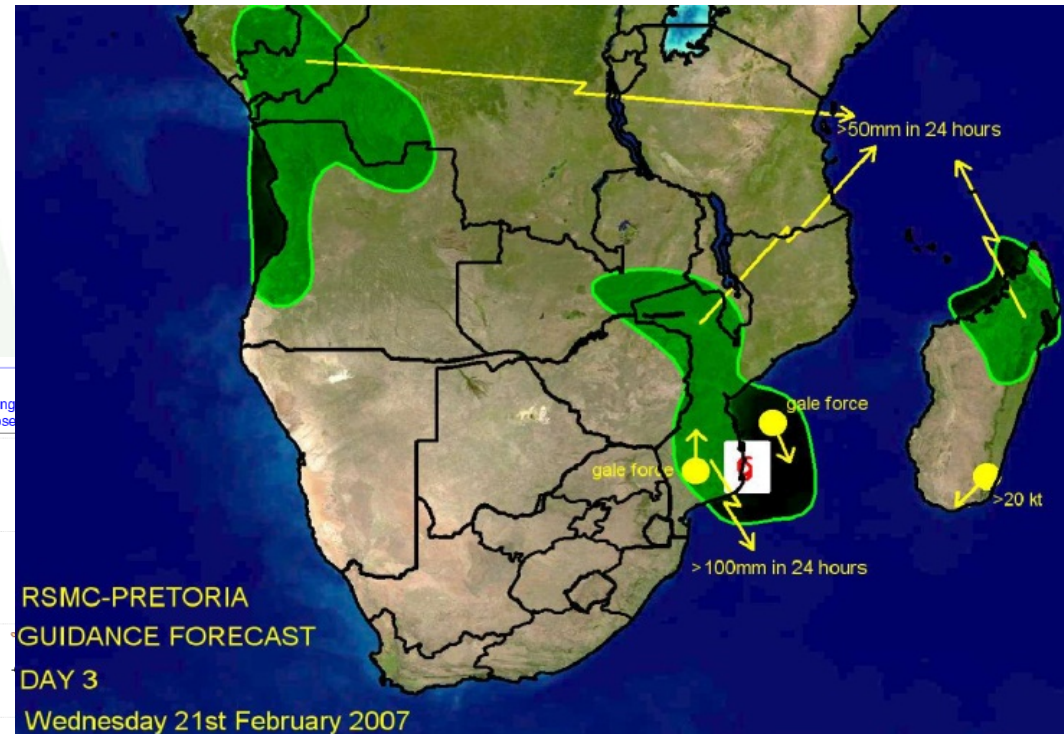 >50mm in 24 hours
gale force
gale force
>20 kt
>100mm in 24 hours
RSMC-PRETORIA
GUIDANCE FORECAST
DAY 3
Wednesday 21st February 2007